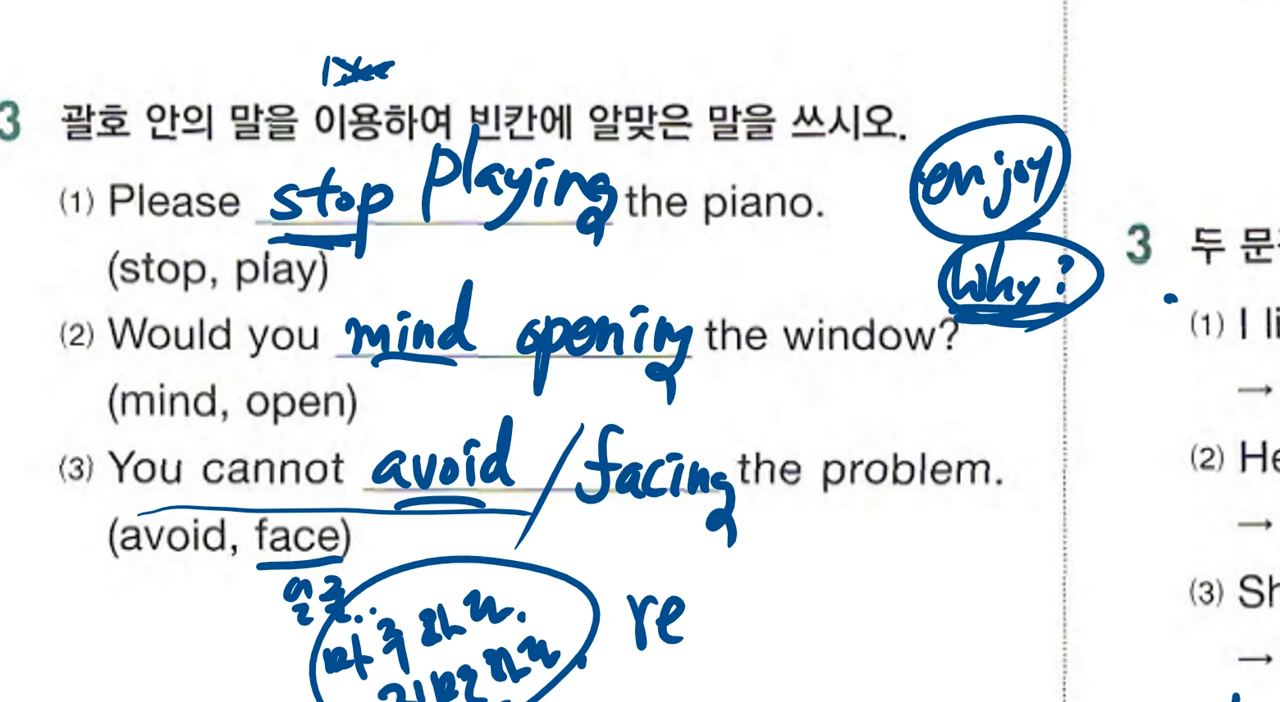 3 괄호 안의 말을 이용하여 빈칸에 알맞은 말을 쓰시오.
(1) Please stop playing the piano.
(stop, play)
enjoy
why?
(2) Would you mind opening the window?
(mind, open)
(3) You cannot avoid / facing the problem.
(avoid, face)
얼굴..
마주하다.
re
3 두 문
(1) I li
→
(2) He
→
(3) Sh
→